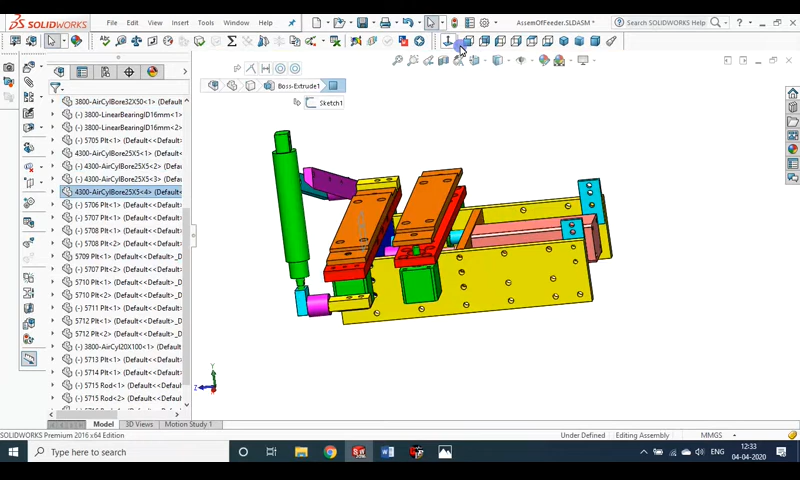 SOLIDWORKS File Edit View Insert Tools Window Help AssemOfFeeder.SLDASM * Search SOLIDWORKS Help
Boss-Extrude1
Sketch1
3800-AirCylBore32X50<1> (Default
(-) 3800-LinearBearingID16mm<1>
(-) 3800-LinearBearingID16mm<2>
(-) 5705 Plt<1> (Default<<Default
4300-AirCylBore25X5<1> (Default
(-) 4300-AirCylBore25X5<2> (Defa
(-) 4300-AirCylBore25X5<3> (Defa
4300-AirCylBore25X5<4> (Default
(-) 5706 Plt<1> (Default<<Default
(-) 5707 Plt<1> (Default<<Default
(-) 5708 Plt<1> (Default<<Default
(-) 5708 Plt<2> (Default<<Default
5709 Plt<1> (Default<<Default>_D
(-) 5707 Plt<2> (Default<<Default
5710 Plt<1> (Default<<Default>_D
5710 Plt<2> (Default<<Default>_D
(-) 5711 Plt<1> (Default<<Default
5712 Plt<1> (Default<<Default>_D
5712 Plt<2> (Default<<Default>_D
(-) 3800-AirCyl20X100<1> (Default
(-) 5713 Plt<1> (Default<<Default
(-) 5714 Plt<1> (Default<<Default
(-) 5715 Rod<1> (Default<<Defau
(-) 5715 Rod<2> (Default<<Defau
Y
Z
Model 3D Views Motion Study 1
SOLIDWORKS Premium 2016 x64 Edition Under Defined Editing Assembly MMGS
Type here to search ENG 12:33
04-04-2020